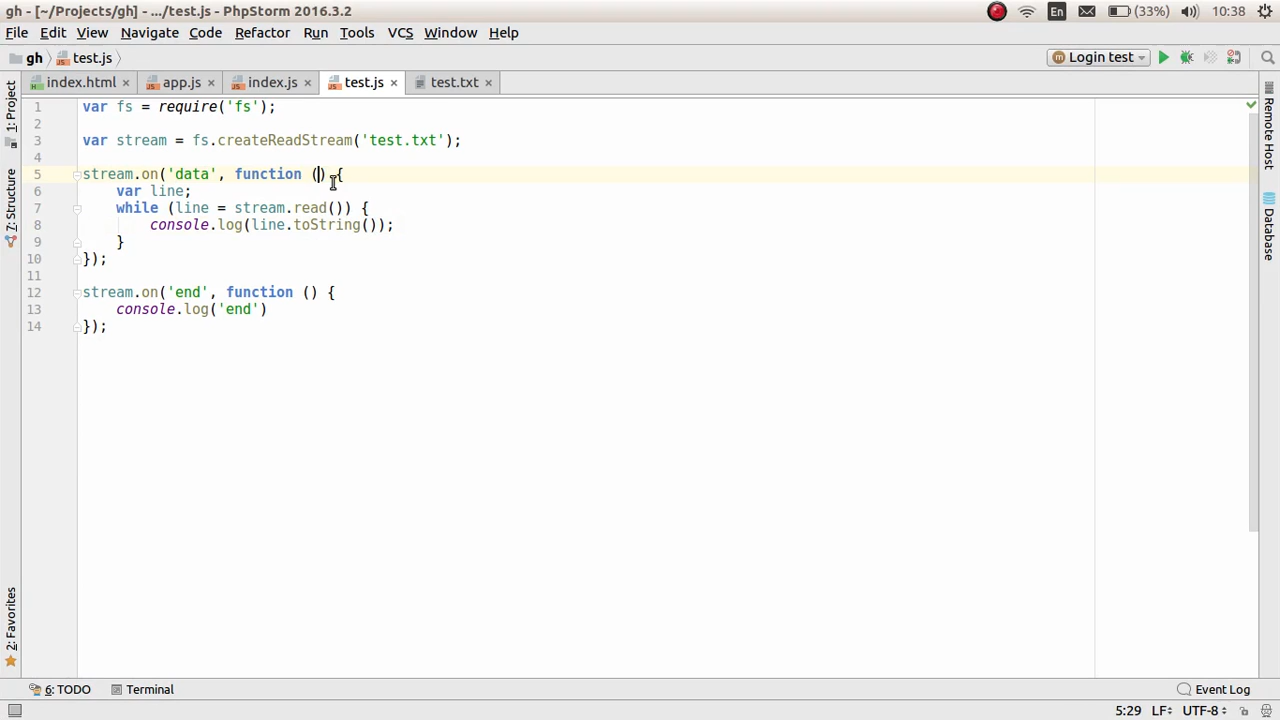 gh - [~/Projects/gh] - .../test.js - PhpStorm 2016.3.2
En (33%) 10:38
File Edit View Navigate Code Refactor Run Tools VCS Window Help
gh test.js Login test
index.html app.js index.js test.js test.txt
1: Project
7: Structure
2: Favorites
Remote Host
Database
1 var fs = require('fs');
2
3 var stream = fs.createReadStream('test.txt');
4
5 stream.on('data', function () {
6 var line;
7 while (line = stream.read()) {
8 console.log(line.toString());
9 }
10 });
11
12 stream.on('end', function () {
13 console.log('end')
14 });
6: TODO Terminal Event Log
5:29 LF UTF-8